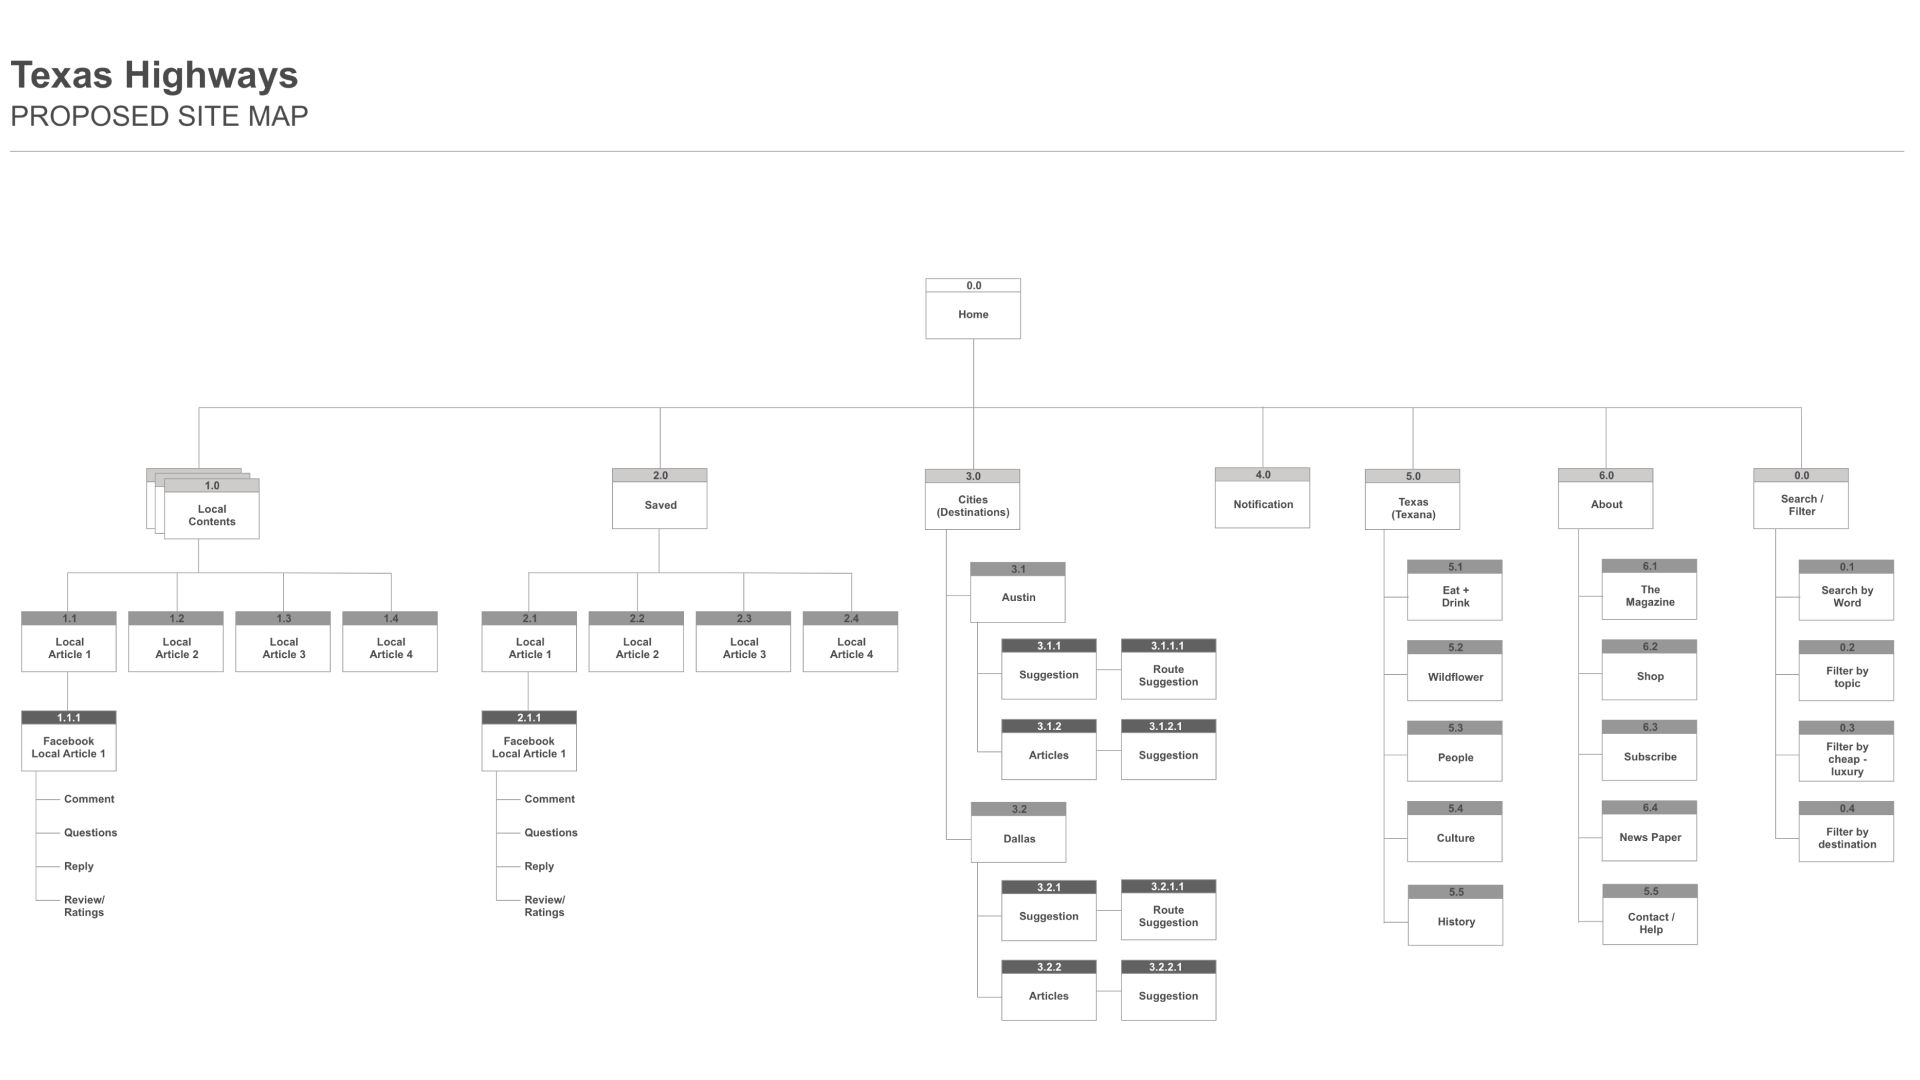 Texas Highways
PROPOSED SITE MAP
0.0
Home
1.0
Local
Contents
2.0
Saved
3.0
Cities
(Destinations)
4.0
Notification
5.0
Texas
(Texana)
6.0
About
0.0
Search /
Filter
1.1
Local
Article 1
1.2
Local
Article 2
1.3
Local
Article 3
1.4
Local
Article 4
1.1.1
Facebook
Local Article 1
Comment
Questions
Reply
Review/
Ratings
2.1
Local
Article 1
2.2
Local
Article 2
2.3
Local
Article 3
2.4
Local
Article 4
2.1.1
Facebook
Local Article 1
Comment
Questions
Reply
Review/
Ratings
3.1
Austin
3.1.1
Suggestion
3.1.1.1
Route
Suggestion
3.1.2
Articles
3.1.2.1
Suggestion
3.2
Dallas
3.2.1
Suggestion
3.2.1.1
Route
Suggestion
3.2.2
Articles
3.2.2.1
Suggestion
5.1
Eat +
Drink
5.2
Wildflower
5.3
People
5.4
Culture
5.5
History
6.1
The
Magazine
6.2
Shop
6.3
Subscribe
6.4
News Paper
5.5
Contact /
Help
0.1
Search by
Word
0.2
Filter by
topic
0.3
Filter by
cheap -
luxury
0.4
Filter by
destination